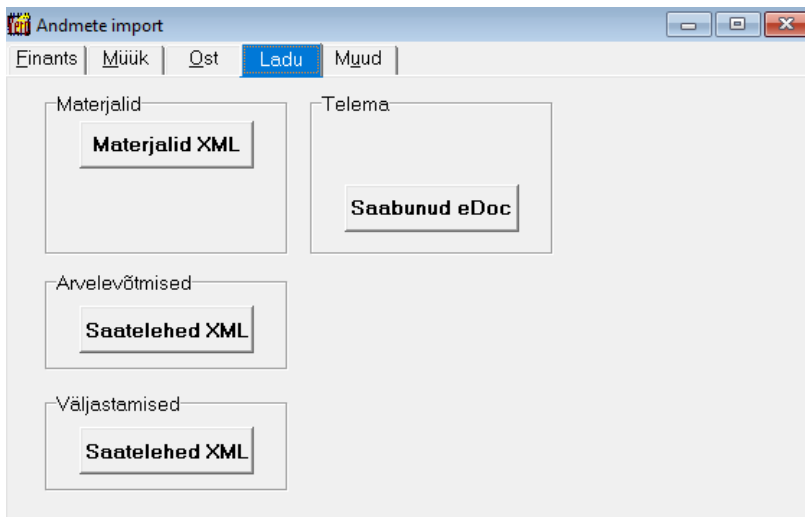 Andmete import
Finants Müük Ost Ladu Muud
Materjalid
Materjalid XML
Telema
Saabunud eDoc
Arvelevõtmised
Saatelehed XML
Väljastamised
Saatelehed XML